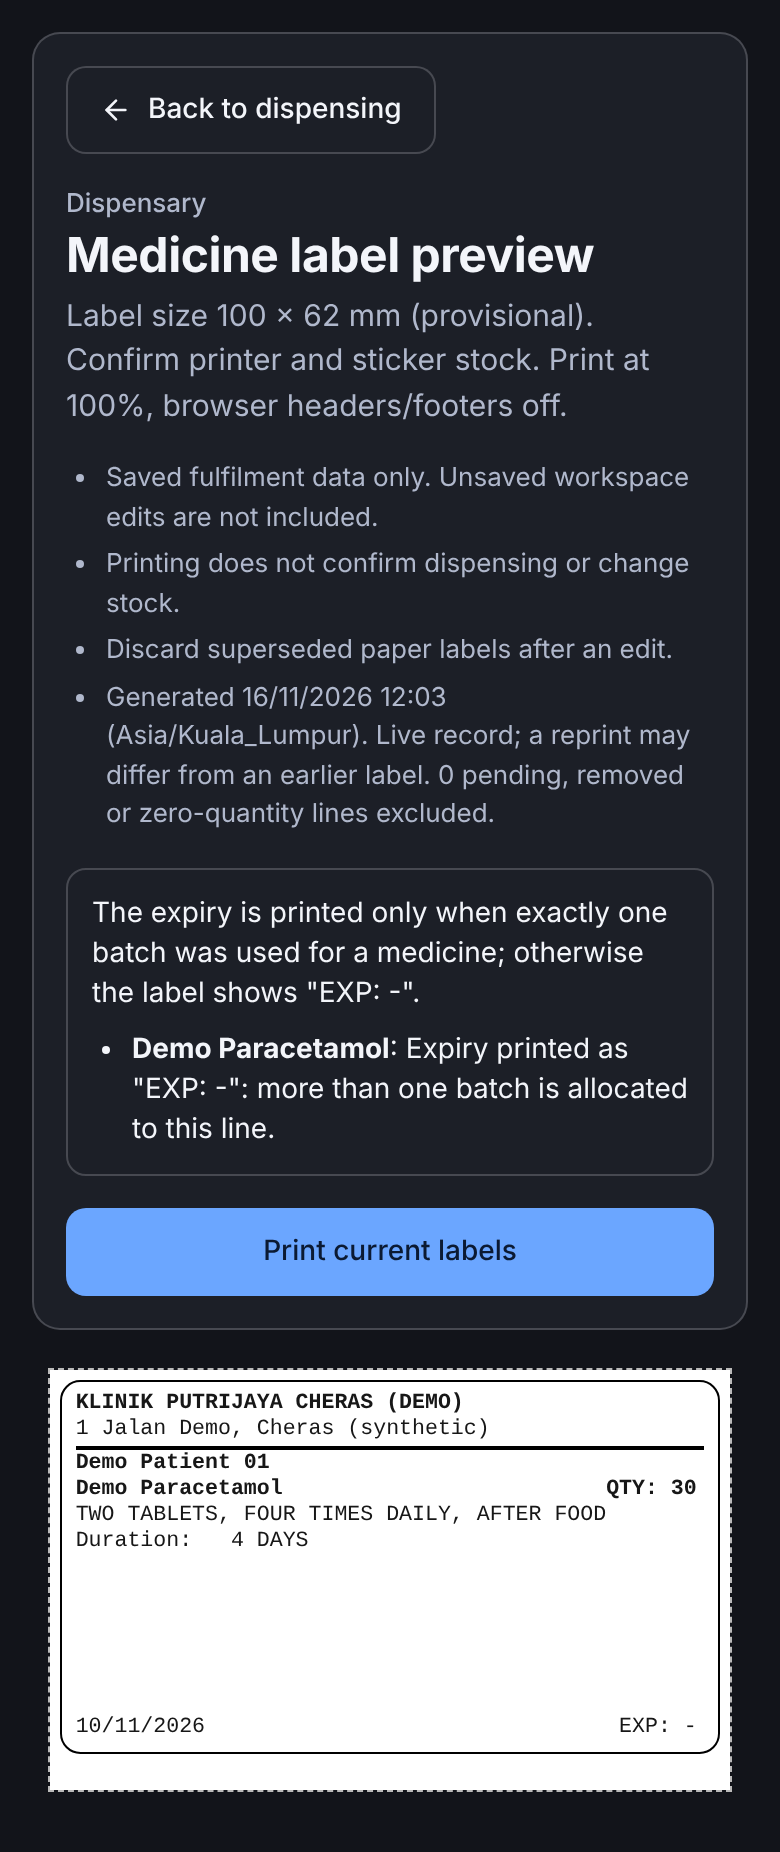 ← Back to dispensing
Dispensary
Medicine label preview
Label size 100 × 62 mm (provisional).
Confirm printer and sticker stock. Print at
100%, browser headers/footers off.
• Saved fulfilment data only. Unsaved workspace
edits are not included.
• Printing does not confirm dispensing or change
stock.
• Discard superseded paper labels after an edit.
• Generated 16/11/2026 12:03
(Asia/Kuala_Lumpur). Live record; a reprint may
differ from an earlier label. 0 pending, removed
or zero-quantity lines excluded.
The expiry is printed only when exactly one
batch was used for a medicine; otherwise
the label shows "EXP: -".
• Demo Paracetamol: Expiry printed as
"EXP: -": more than one batch is allocated
to this line.
Print current labels
KLINIK PUTRIJAYA CHERAS (DEMO)
1 Jalan Demo, Cheras (synthetic)
Demo Patient 01
Demo Paracetamol QTY: 30
TWO TABLETS, FOUR TIMES DAILY, AFTER FOOD
Duration:   4 DAYS
10/11/2026 EXP: -